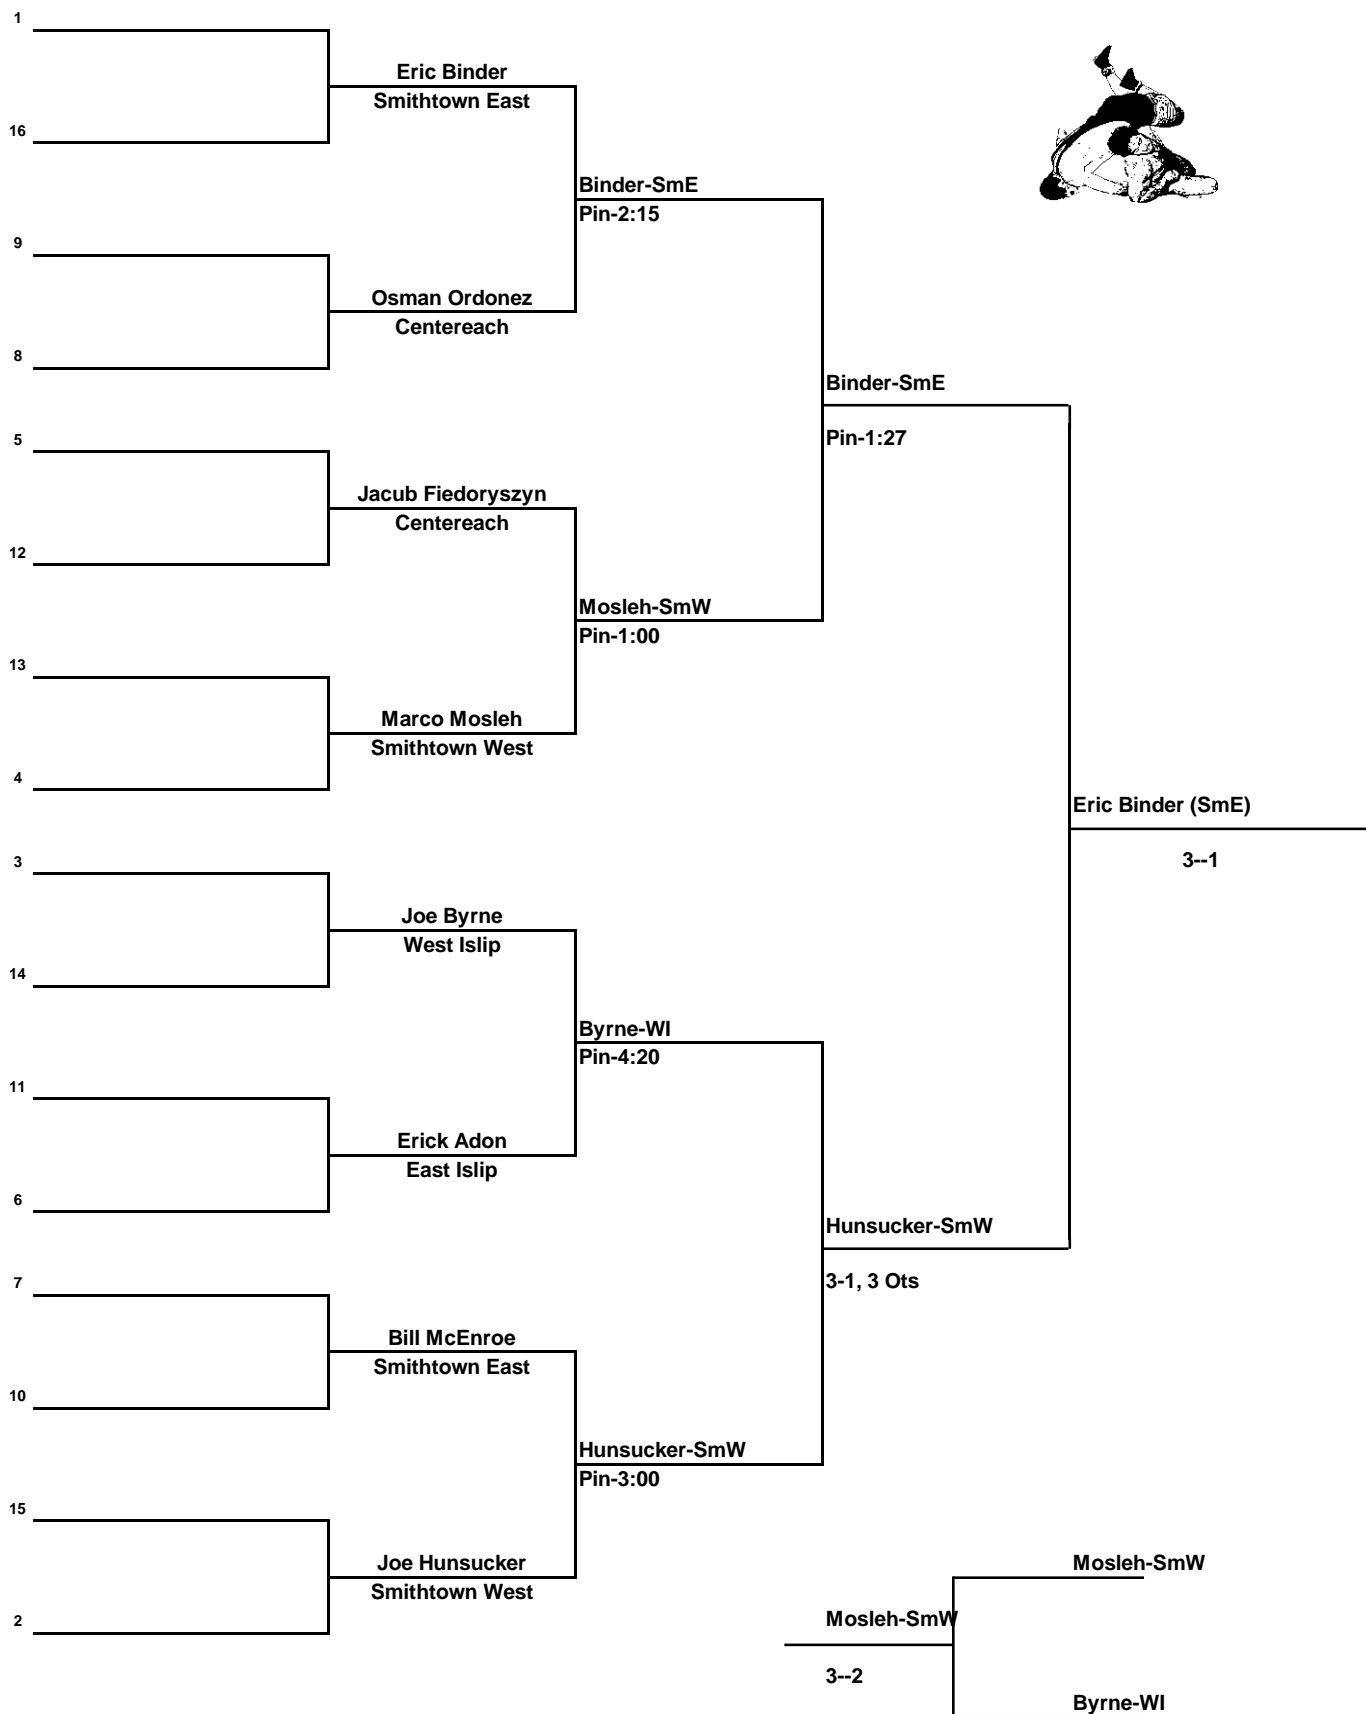 1
Eric Binder
Smithtown East
16
Binder-SmE
Pin-2:15
9
Osman Ordonez
Centereach
8
Binder-SmE
Pin-1:27
5
Jacub Fiedoryszyn
Centereach
12
Mosleh-SmW
Pin-1:00
13
Marco Mosleh
Smithtown West
4
Eric Binder (SmE)
3--1
3
Joe Byrne
West Islip
14
Byrne-WI
Pin-4:20
11
Erick Adon
East Islip
6
Hunsucker-SmW
3-1, 3 Ots
7
Bill McEnroe
Smithtown East
10
Hunsucker-SmW
Pin-3:00
15
Joe Hunsucker
Smithtown West
2
Mosleh-SmW
Mosleh-SmW
3--2
Byrne-WI